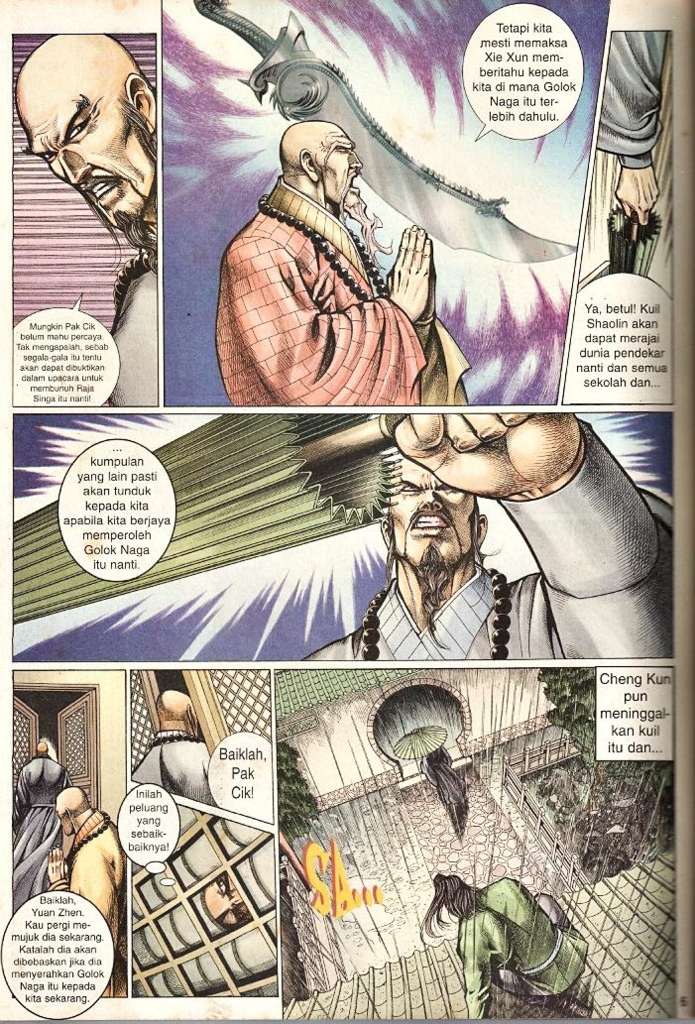 Mungkin Pak Cik
belum mahu percaya.
Tak mengapalah, sebab
segala-gala itu tentu
akan dapat dibuktikan
dalam upacara untuk
membunuh Raja
Singa itu nanti!
Tetapi kita
mesti memaksa
Xie Xun mem-
beritahu kepada
kita di mana Golok
Naga itu ter-
lebih dahulu.
Ya, betul! Kuil
Shaolin akan
dapat merajai
dunia pendekar
nanti dan semua
sekolah dan...
...
kumpulan
yang lain pasti
akan tunduk
kepada kita
apabila kita berjaya
memperoleh
Golok Naga
itu nanti.
Baiklah,
Yuan Zhen.
Kau pergi me-
mujuk dia sekarang.
Katalah dia akan
dibebaskan jika dia
menyerahkan Golok
Naga itu kepada
kita sekarang.
Baiklah,
Pak
Cik!
Inilah
peluang
yang
sebaik-
baiknya!
Cheng Kun
pun
meninggal-
kan kuil
itu dan...
SA...